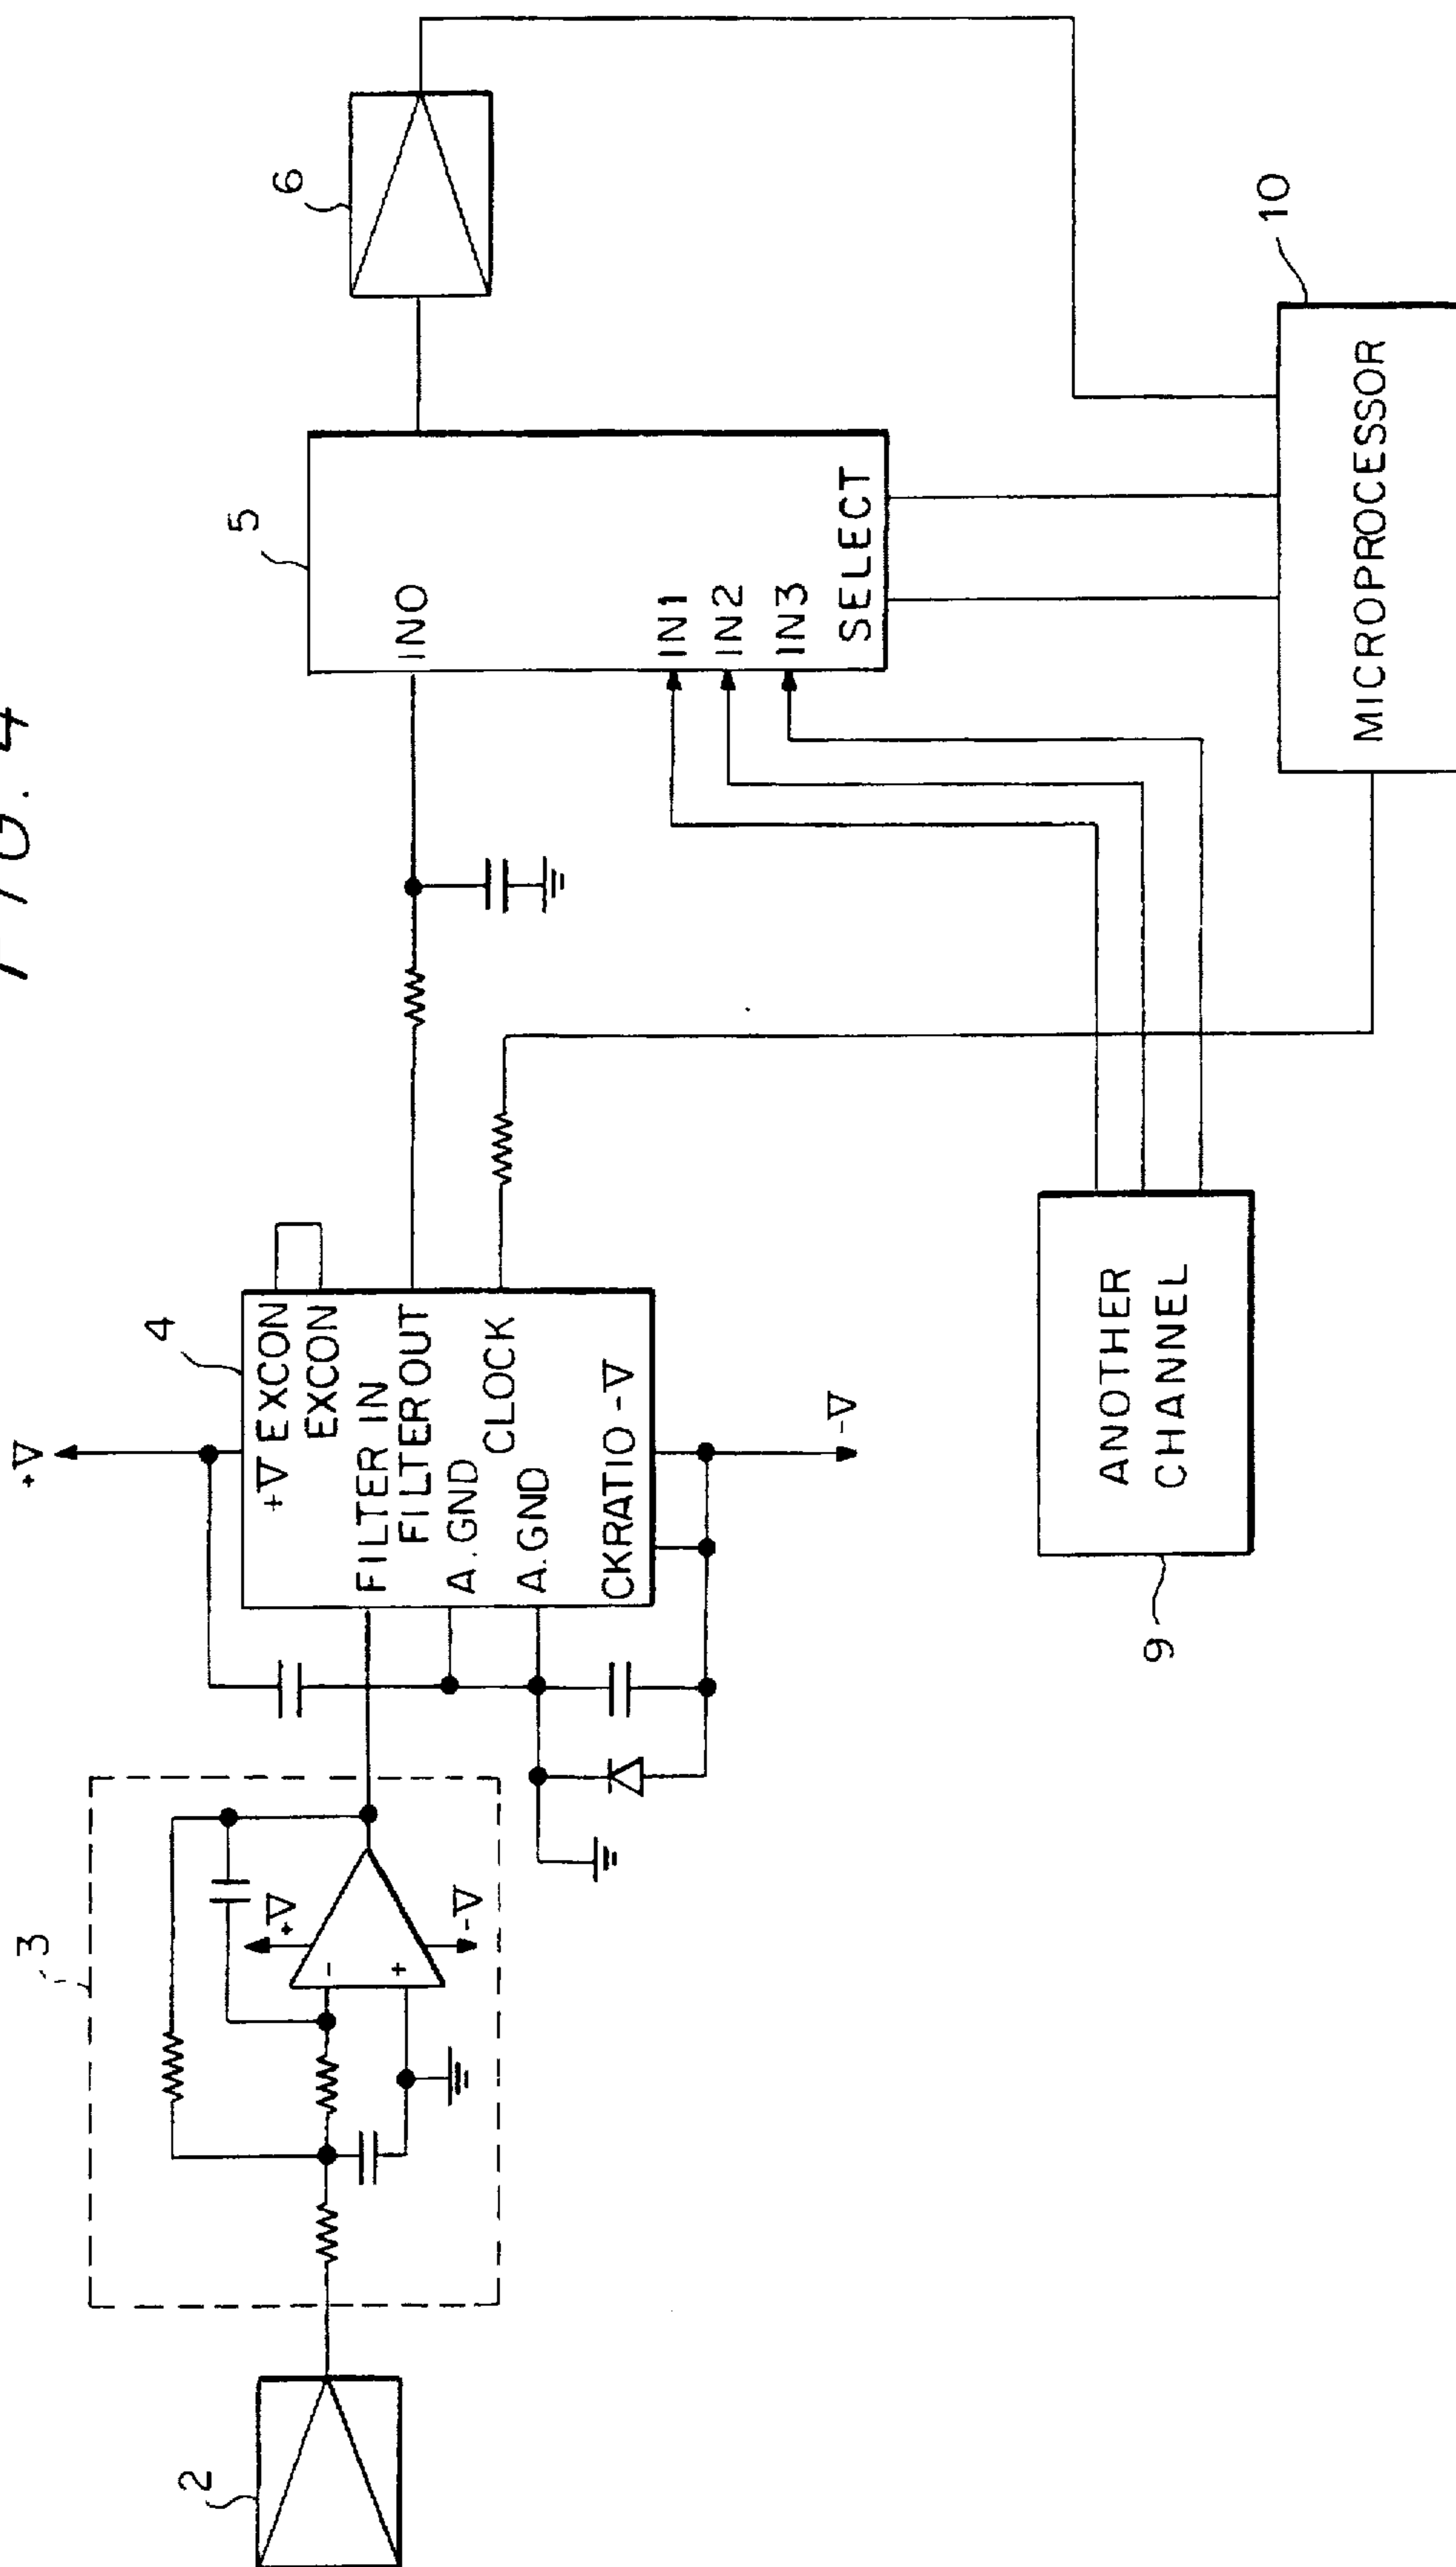 FIG. 4
2
3
+V
-V
-
+
4
+V
+V EXCON
EXCON
FILTER IN
FILTER OUT
A.GND
CLOCK
A.GND
CKRATIO -V
-V
5
IN0
IN1
IN2
IN3
SELECT
6
9
ANOTHER
CHANNEL
10
MICROPROCESSOR